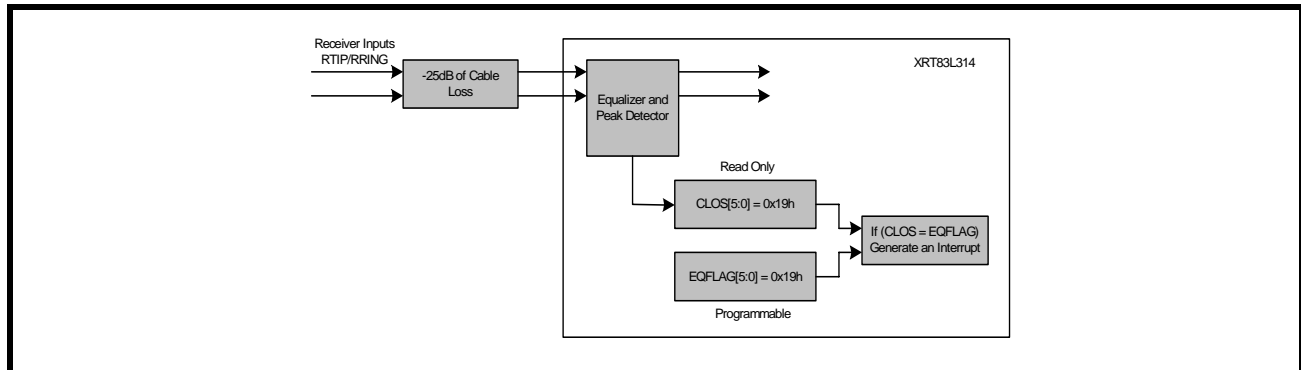 Receiver Inputs
RTIP/RRING
-25dB of Cable
Loss
XRT83L314
Equalizer and
Peak Detector
Read Only
CLOS[5:0] = 0x19h
If (CLOS = EQFLAG)
Generate an Interrupt
EQFLAG[5:0] = 0x19h
Programmable